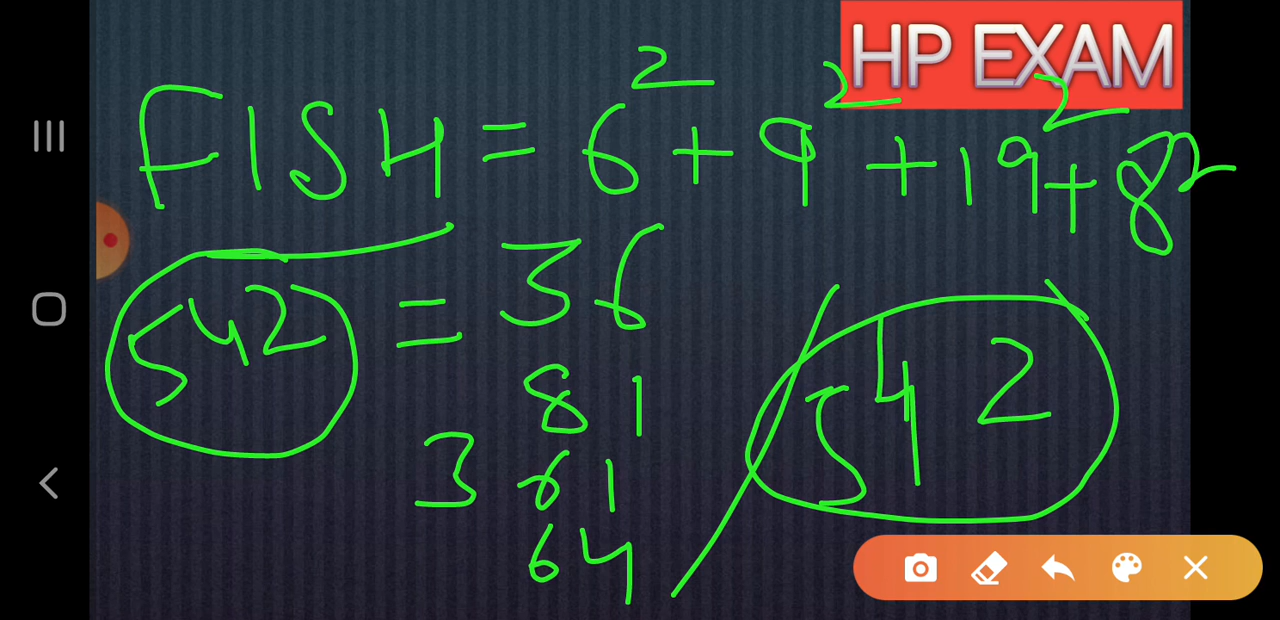 HP EXAM
FISH = 6² + 9² + 19² + 8²
542 = 36
81
361
64
542